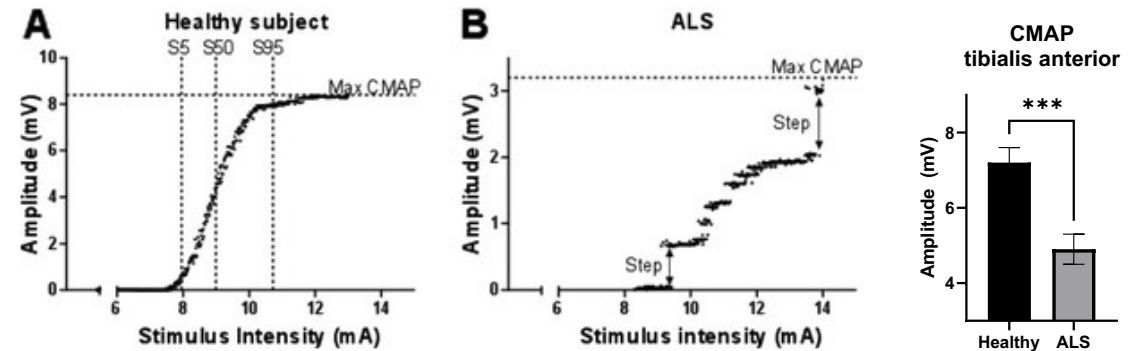 A
Healthy subject
S5 S50 S95
Max CMAP
Amplitude (mV)
10
8
6
4
2
0
6 8 10 12 14
Stimulus Intensity (mA)
B
ALS
Max CMAP
Step
Step
Amplitude (mV)
3
2
1
0
6 8 10 12 14
Stimulus intensity (mA)
CMAP
tibialis anterior
***
Amplitude (mV)
8
6
4
Healthy ALS